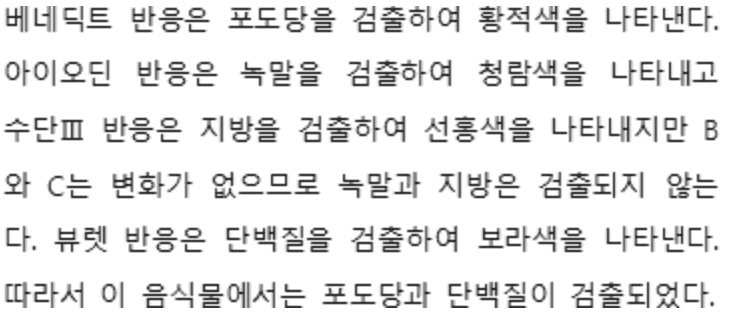 베네딕트 반응은 포도당을 검출하여 황적색을 나타낸다.
아이오딘 반응은 녹말을 검출하여 청람색을 나타내고
수단Ⅲ 반응은 지방을 검출하여 선홍색을 나타내지만 B
와 C는 변화가 없으므로 녹말과 지방은 검출되지 않는
다. 뷰렛 반응은 단백질을 검출하여 보라색을 나타낸다.
따라서 이 음식물에서는 포도당과 단백질이 검출되었다.